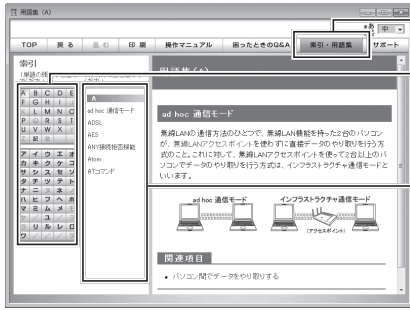 用語集 (A)
あ 中
TOP 戻る 進む 印刷 操作マニュアル 困ったときのQ&A 索引・用語集 サポート
索引
用語集(A)
A B C D E
F G H I J
K L M N O
P Q R S T
U V W X Y
Z 記 数
ア イ ウ エ オ
カ キ ク ケ コ
サ シ ス セ ソ
タ チ ツ テ ト
ナ ニ ヌ ネ ノ
ハ ヒ フ ヘ ホ
マ ミ ム メ モ
ヤ ユ ヨ
ラ リ ル レ ロ
ワ
A
ad hoc 通信モード
ADSL
AES
ANY接続拒否機能
Atom
ATコマンド
ad hoc 通信モード
無線LANの通信方法のひとつで、無線LAN機能を持った2台のパソコン
が、無線LANアクセスポイントを使わずに直接データのやり取りを行う方
式のこと。これに対して、無線LANアクセスポイントを使って2台以上のパ
ソコンでデータのやり取りを行う方式は、インフラストラクチャ通信モードと
いいます。
ad hoc 通信モード インフラストラクチャ通信モード
(アクセスポイント)
関連項目
• パソコン間でデータをやり取りする